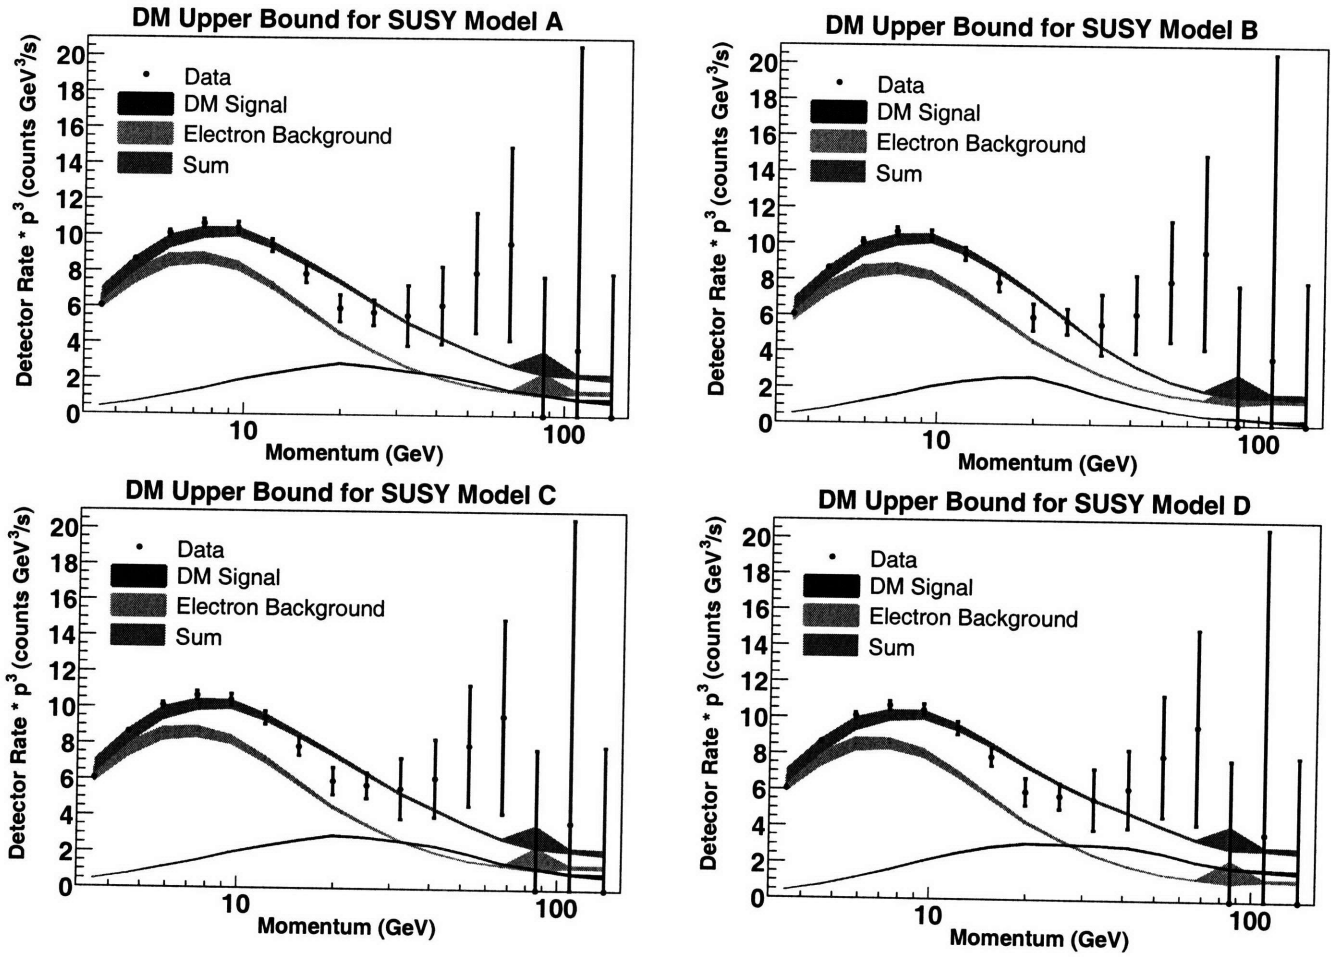 DM Upper Bound for SUSY Model A
Detector Rate * p³ (counts GeV³/s)
20
18
16
14
12
10
8
6
4
2
0
Data
DM Signal
Electron Background
Sum
10
100
Momentum (GeV)
DM Upper Bound for SUSY Model B
Detector Rate * p³ (counts GeV³/s)
20
18
16
14
12
10
8
6
4
2
0
Data
DM Signal
Electron Background
Sum
10
100
Momentum (GeV)
DM Upper Bound for SUSY Model C
Detector Rate * p³ (counts GeV³/s)
20
18
16
14
12
10
8
6
4
2
0
Data
DM Signal
Electron Background
Sum
10
100
Momentum (GeV)
DM Upper Bound for SUSY Model D
Detector Rate * p³ (counts GeV³/s)
20
18
16
14
12
10
8
6
4
2
0
Data
DM Signal
Electron Background
Sum
10
100
Momentum (GeV)